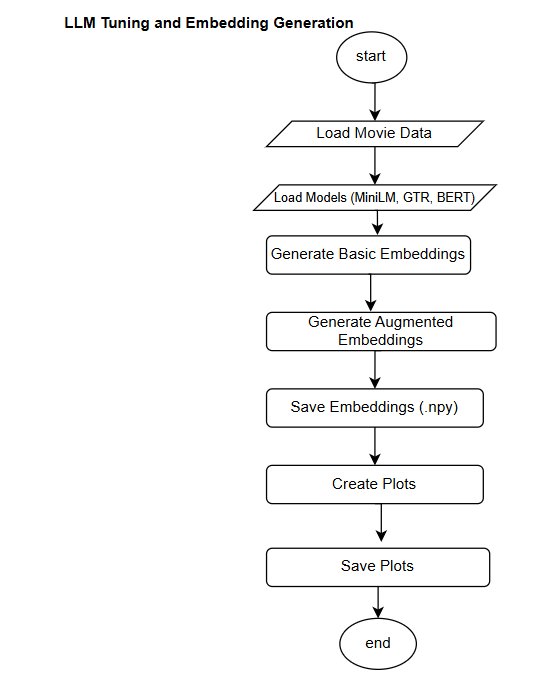 LLM Tuning and Embedding Generation
start
Load Movie Data
Load Models (MiniLM, GTR, BERT)
Generate Basic Embeddings
Generate Augmented
Embeddings
Save Embeddings (.npy)
Create Plots
Save Plots
end